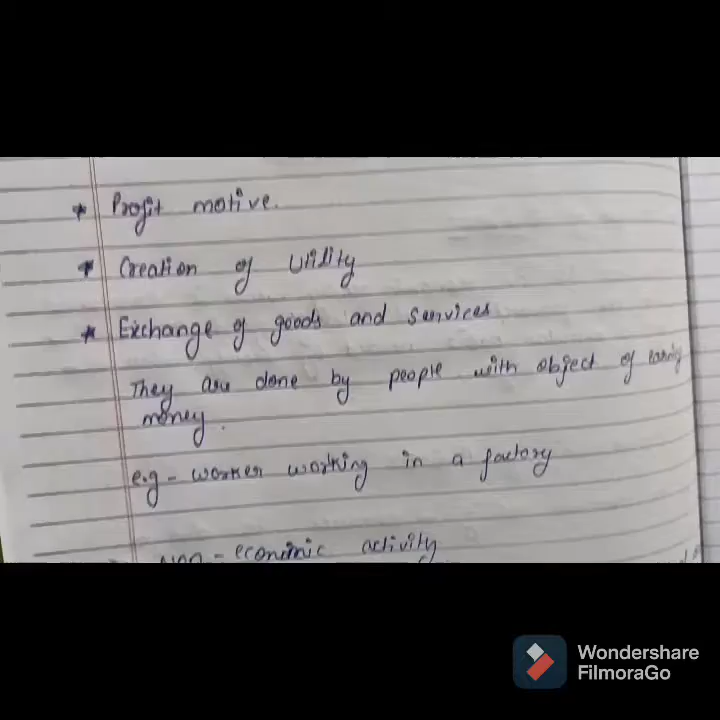 * Profit motive.
* Creation of Utility
* Exchange of goods and services
They are done by people with object of
money.
e.g - worker working in a factory
non - economic activity
Wondershare
FilmoraGo